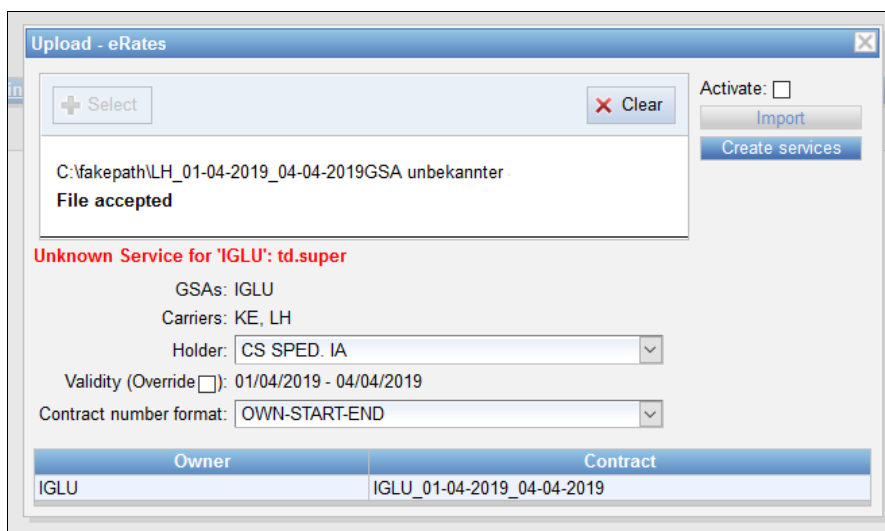 Upload - eRates
in
Select
Clear
Activate:
Import
Create services
C:\fakepath\LH_01-04-2019_04-04-2019GSA unbekannter
File accepted
Unknown Service for 'IGLU': td.super
GSAs: IGLU
Carriers: KE, LH
Holder: CS SPED. IA
Validity (Override ): 01/04/2019 - 04/04/2019
Contract number format: OWN-START-END
Owner Contract
IGLU IGLU_01-04-2019_04-04-2019